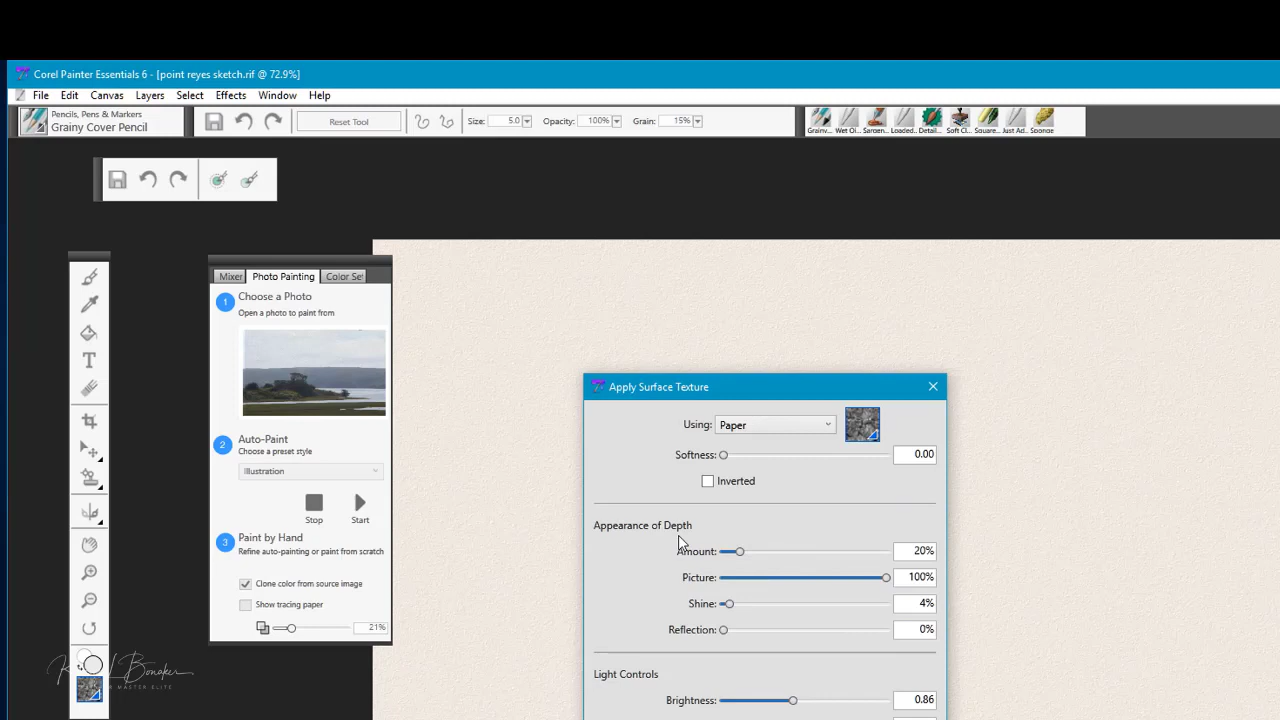 Corel Painter Essentials 6 - [point reyes sketch.rif @ 72.9%]
File Edit Canvas Layers Select Effects Window Help
Pencils, Pens & Markers
Grainy Cover Pencil
Reset Tool
Size: 5.0 Opacity: 100% Grain: 15%
Grainy... Wet Oi... Sargen... Loaded... Detail... Soft Cl... Square... Just Ad... Sponge
Mixer Photo Painting Color Se
1 Choose a Photo
Open a photo to paint from
2 Auto-Paint
Choose a preset style
Illustration
Stop Start
3 Paint by Hand
Refine auto-painting or paint from scratch
Clone color from source image
Show tracing paper
21%
Apply Surface Texture
Using: Paper
Softness: 0.00
Inverted
Appearance of Depth
Amount: 20%
Picture: 100%
Shine: 4%
Reflection: 0%
Light Controls
Brightness: 0.86
Bonaker
MASTER ELITE